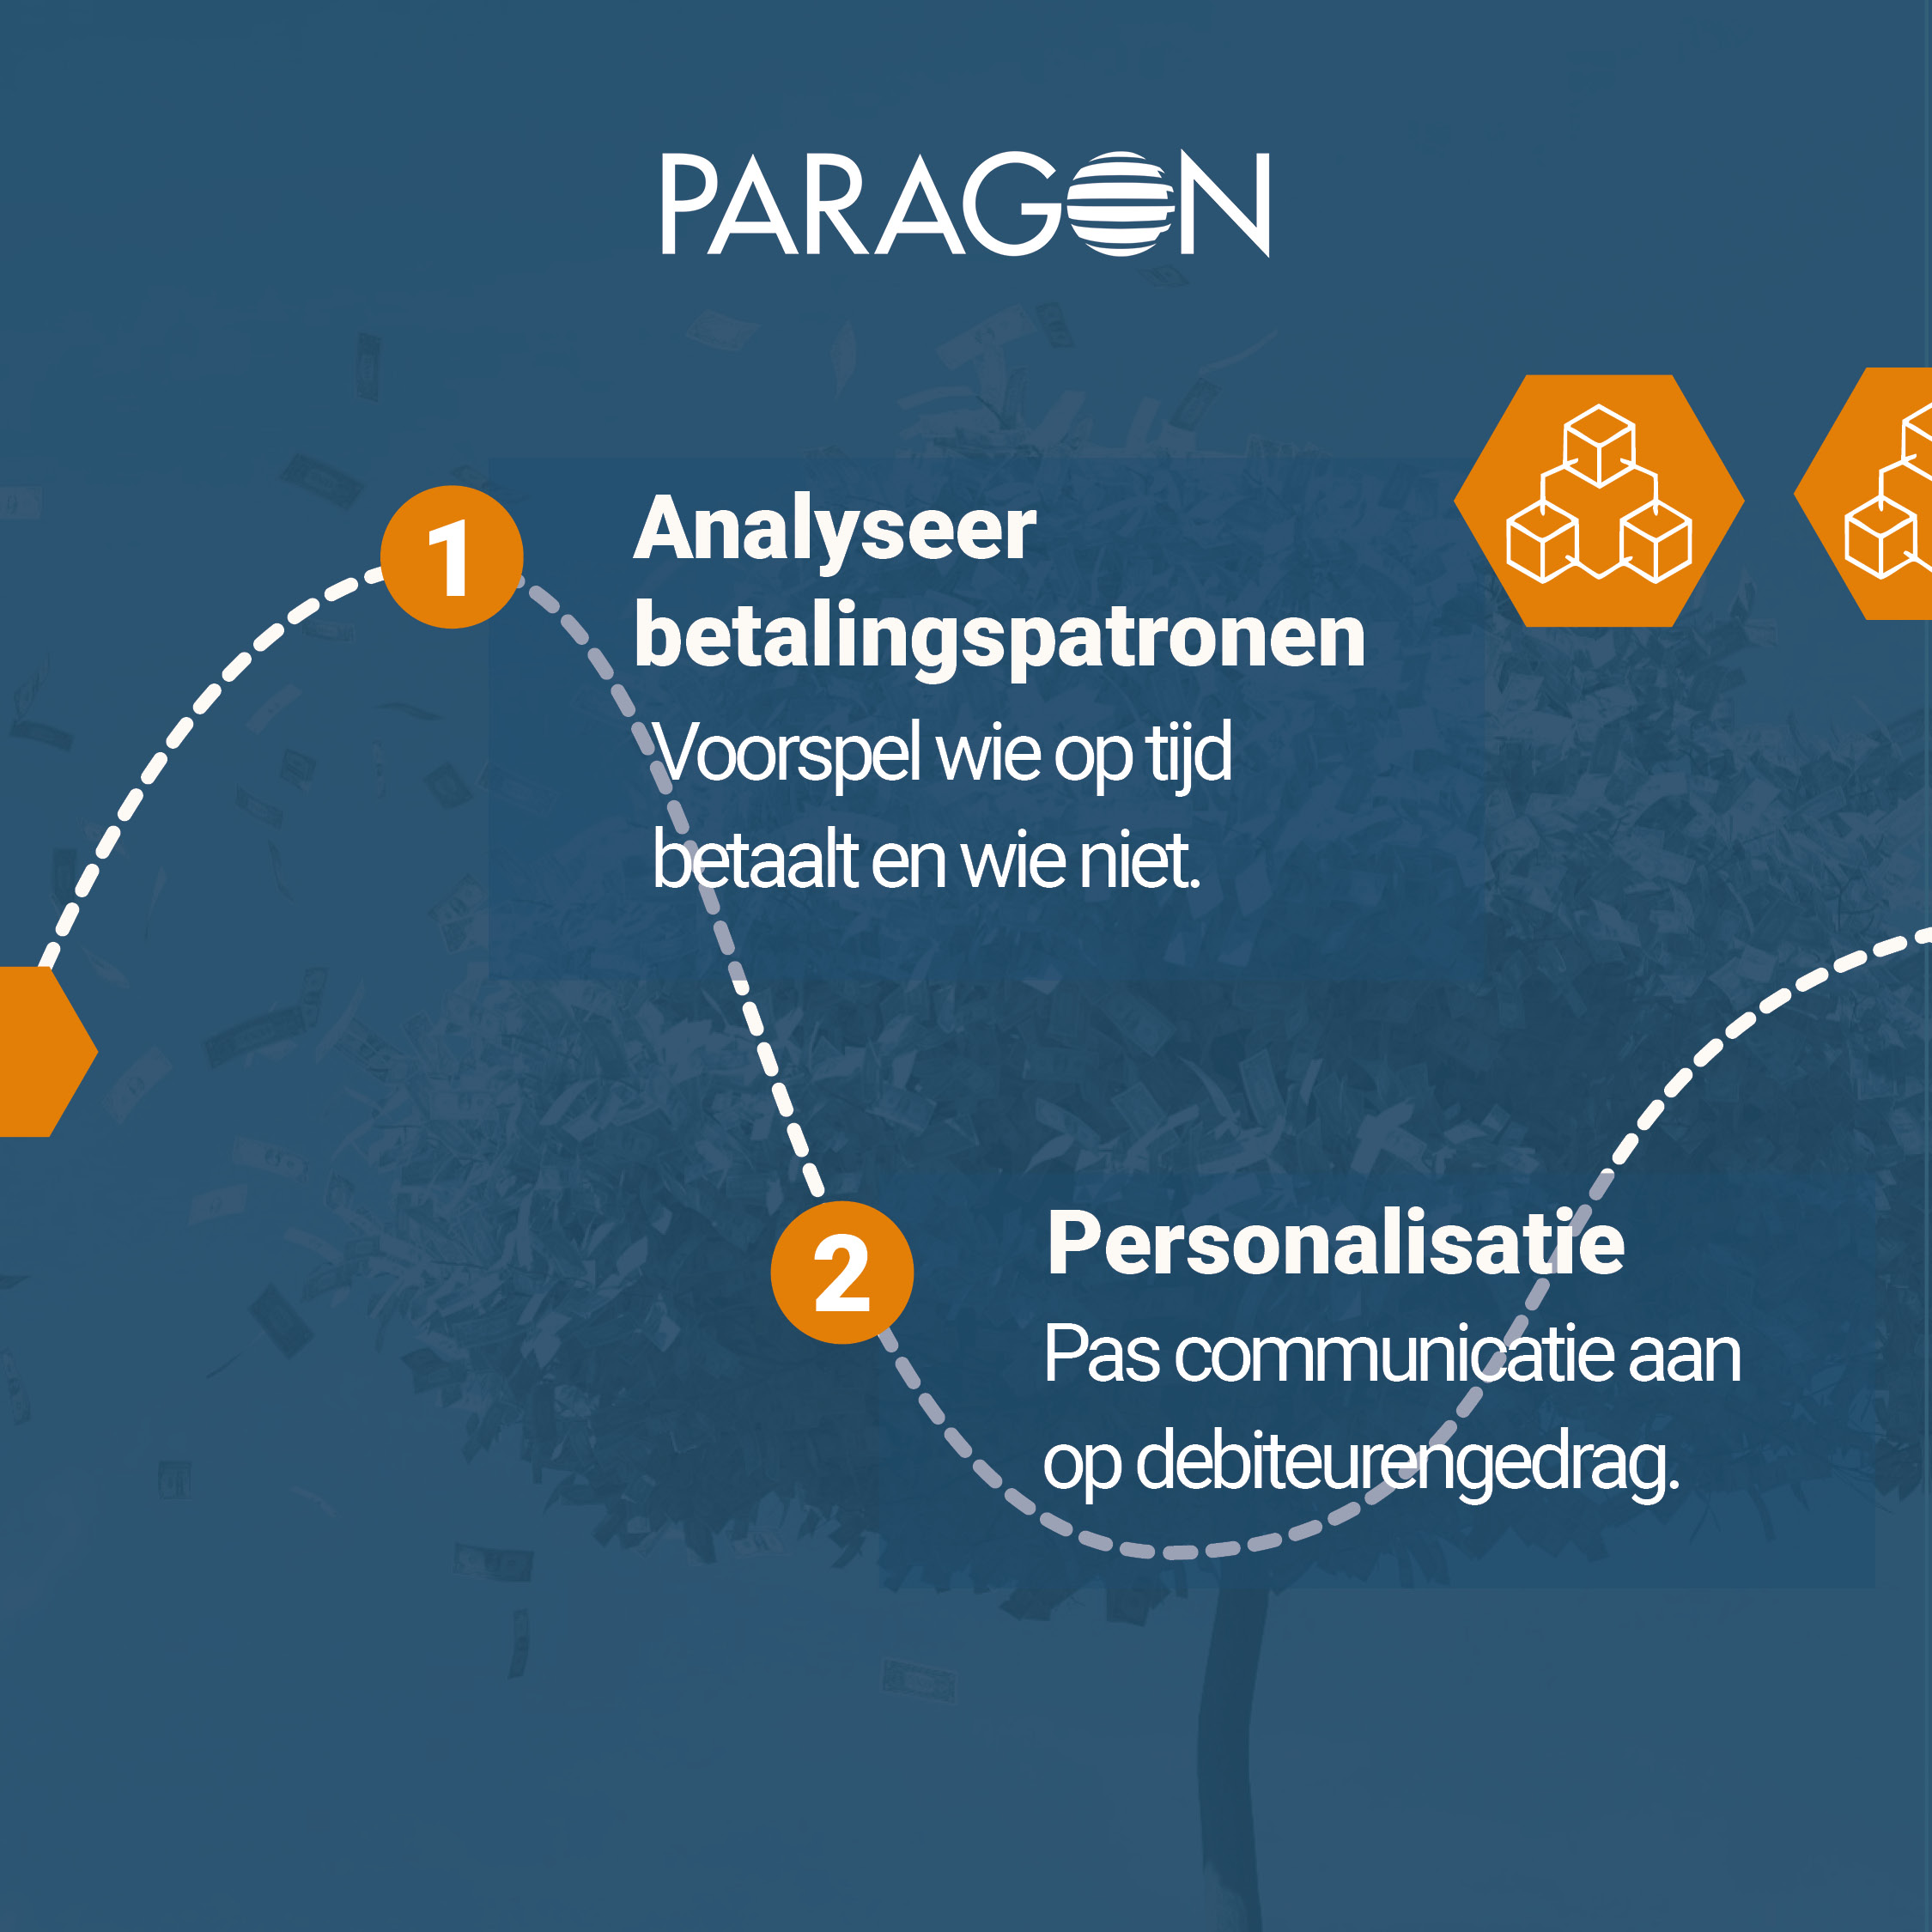 PARAGON
1
Analyseer
betalingspatronen
Voorspel wie op tijd
betaalt en wie niet.
2
Personalisatie
Pas communicatie aan
op debiteurengedrag.